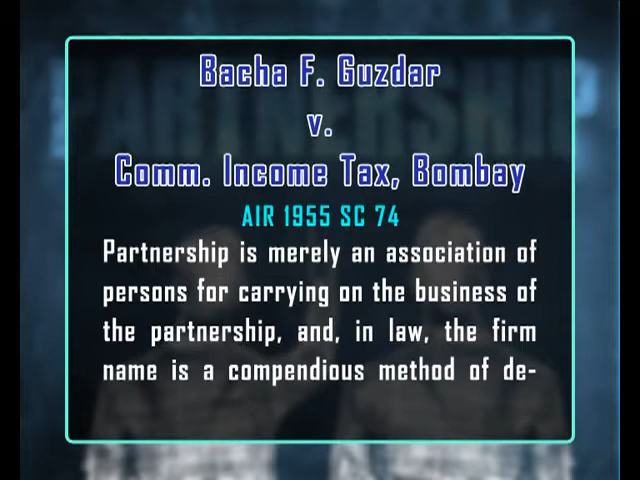 PARTNERSHIP
Bacha F. Guzdar
v.
Comm. Income Tax, Bombay
AIR 1955 SC 74
Partnership is merely an association of
persons for carrying on the business of
the partnership, and, in law, the firm
name is a compendious method of de-